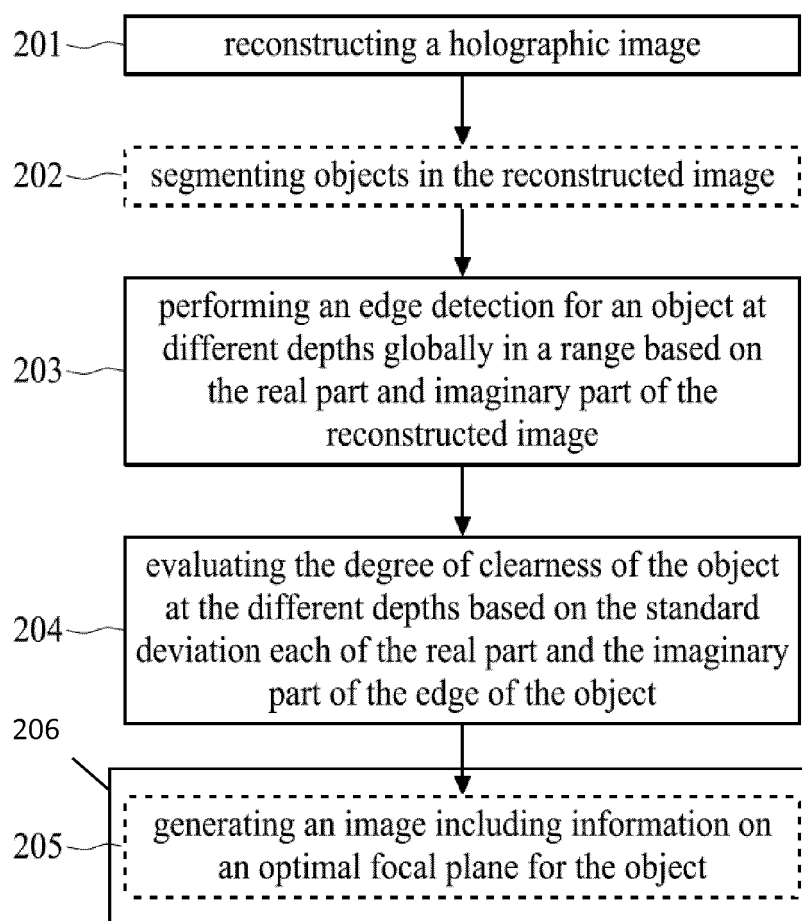 201
reconstructing a holographic image
202
segmenting objects in the reconstructed image
203
performing an edge detection for an object at
different depths globally in a range based on
the real part and imaginary part of the
reconstructed image
204
evaluating the degree of clearness of the object
at the different depths based on the standard
deviation each of the real part and the imaginary
part of the edge of the object
206
205
generating an image including information on
an optimal focal plane for the object